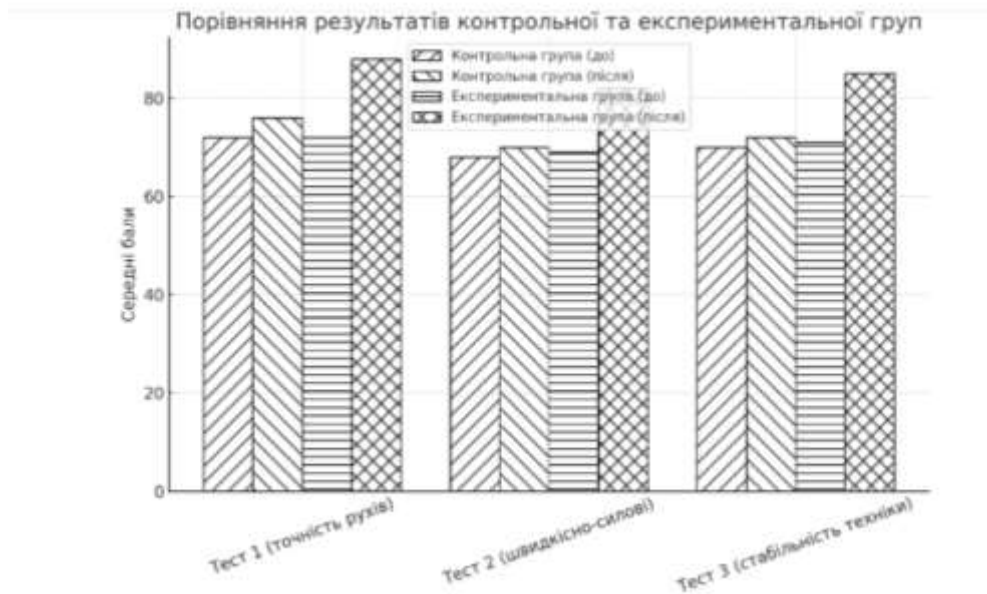 Порівняння результатів контрольної та експериментальної груп
Контрольна група (до)
Контрольна група (після)
Експериментальна група (до)
Експериментальна група (після)
Середні бали
80
60
40
20
0
Тест 1 (точність рухів)
Тест 2 (швидкісно-силові)
Тест 3 (стабільність техніки)